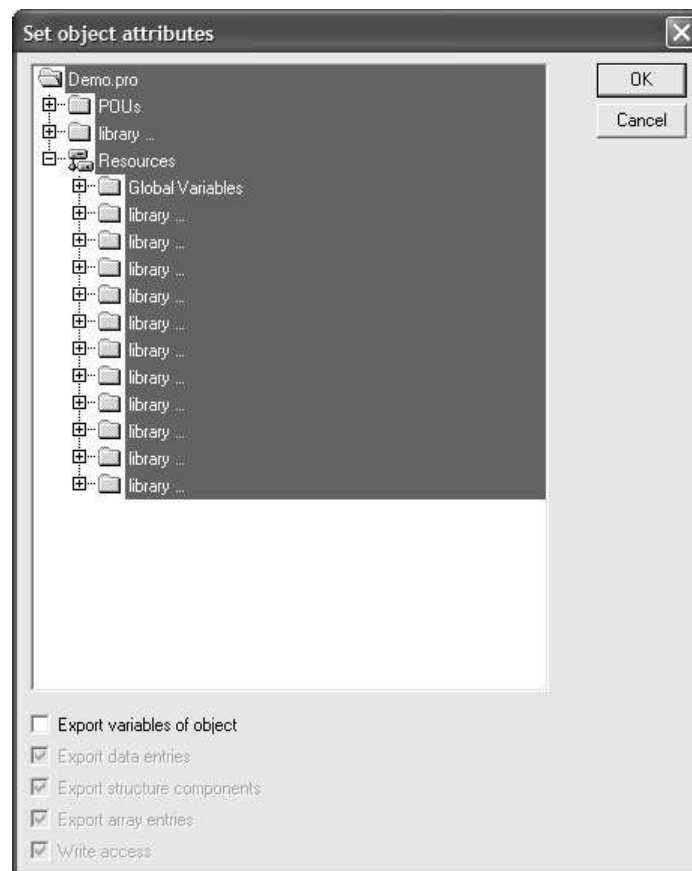 Set object attributes
Demo.pro
OK
POUs
Cancel
library ...
Resources
Global Variables
library ...
library ...
library ...
library ...
library ...
library ...
library ...
library ...
library ...
library ...
library ...
Export variables of object
Export data entries
Export structure components
Export array entries
Write access